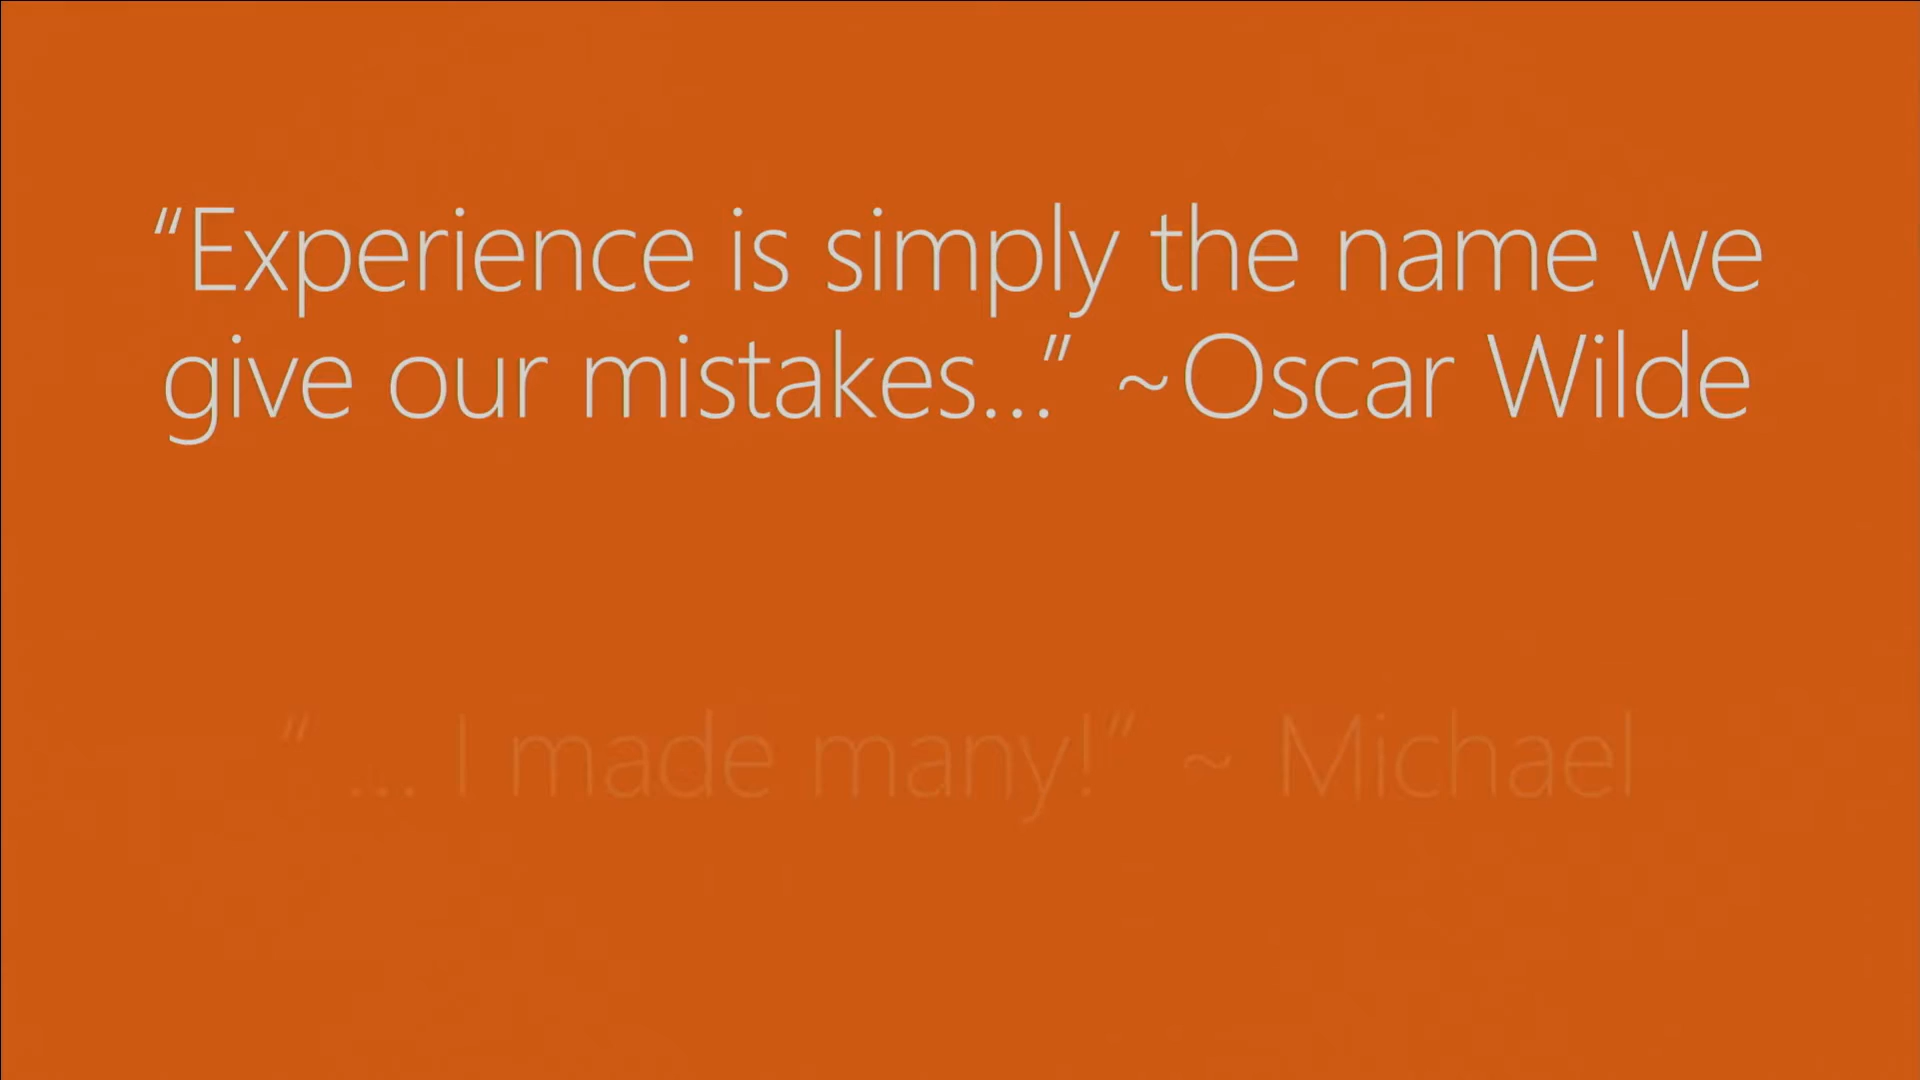 “Experience is simply the name we
give our mistakes…” ~Oscar Wilde
“ … I made many!” ~ Michael